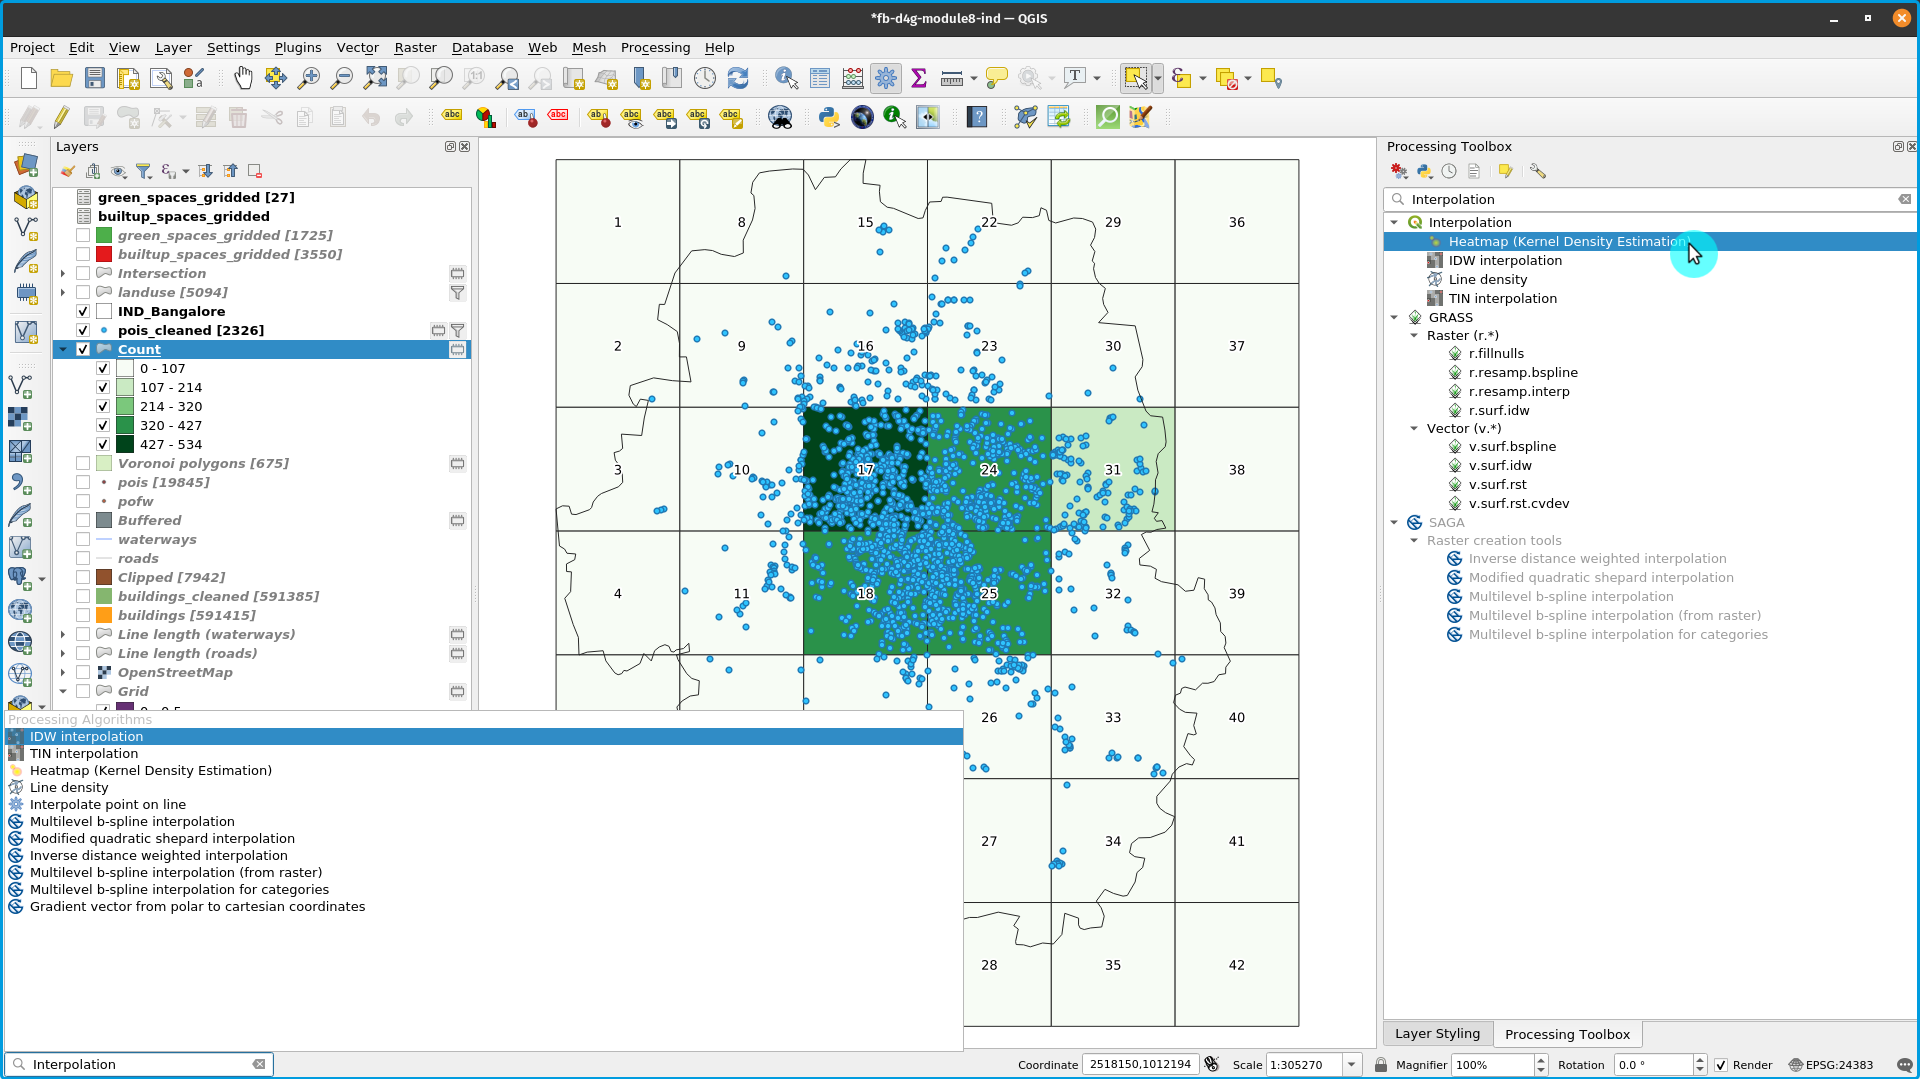 *fb-d4g-module8-ind — QGIS
Project Edit View Layer Settings Plugins Vector Raster Database Web Mesh Processing Help
Layers
green_spaces_gridded [27]
builtup_spaces_gridded
green_spaces_gridded [1725]
builtup_spaces_gridded [3550]
Intersection
landuse [5094]
IND_Bangalore
pois_cleaned [2326]
Count
0 - 107
107 - 214
214 - 320
320 - 427
427 - 534
Voronoi polygons [675]
pois [19845]
pofw
Buffered
waterways
roads
Clipped [7942]
buildings_cleaned [591385]
buildings [591415]
Line length (waterways)
Line length (roads)
OpenStreetMap
Grid
1 8 15 22 29 36
2 9 16 23 30 37
3 10 17 24 31 38
4 11 18 25 32 39
26 33 40
27 34 41
28 35 42
Processing Toolbox
Interpolation
Interpolation
Heatmap (Kernel Density Estimation)
IDW interpolation
Line density
TIN interpolation
GRASS
Raster (r.*)
r.fillnulls
r.resamp.bspline
r.resamp.interp
r.surf.idw
Vector (v.*)
v.surf.bspline
v.surf.idw
v.surf.rst
v.surf.rst.cvdev
SAGA
Raster creation tools
Inverse distance weighted interpolation
Modified quadratic shepard interpolation
Multilevel b-spline interpolation
Multilevel b-spline interpolation (from raster)
Multilevel b-spline interpolation for categories
Layer Styling Processing Toolbox
Processing Algorithms
IDW interpolation
TIN interpolation
Heatmap (Kernel Density Estimation)
Line density
Interpolate point on line
Multilevel b-spline interpolation
Modified quadratic shepard interpolation
Inverse distance weighted interpolation
Multilevel b-spline interpolation (from raster)
Multilevel b-spline interpolation for categories
Gradient vector from polar to cartesian coordinates
Interpolation
Coordinate 2518150,1012194 Scale 1:305270 Magnifier 100% Rotation 0.0 ° Render EPSG:24383